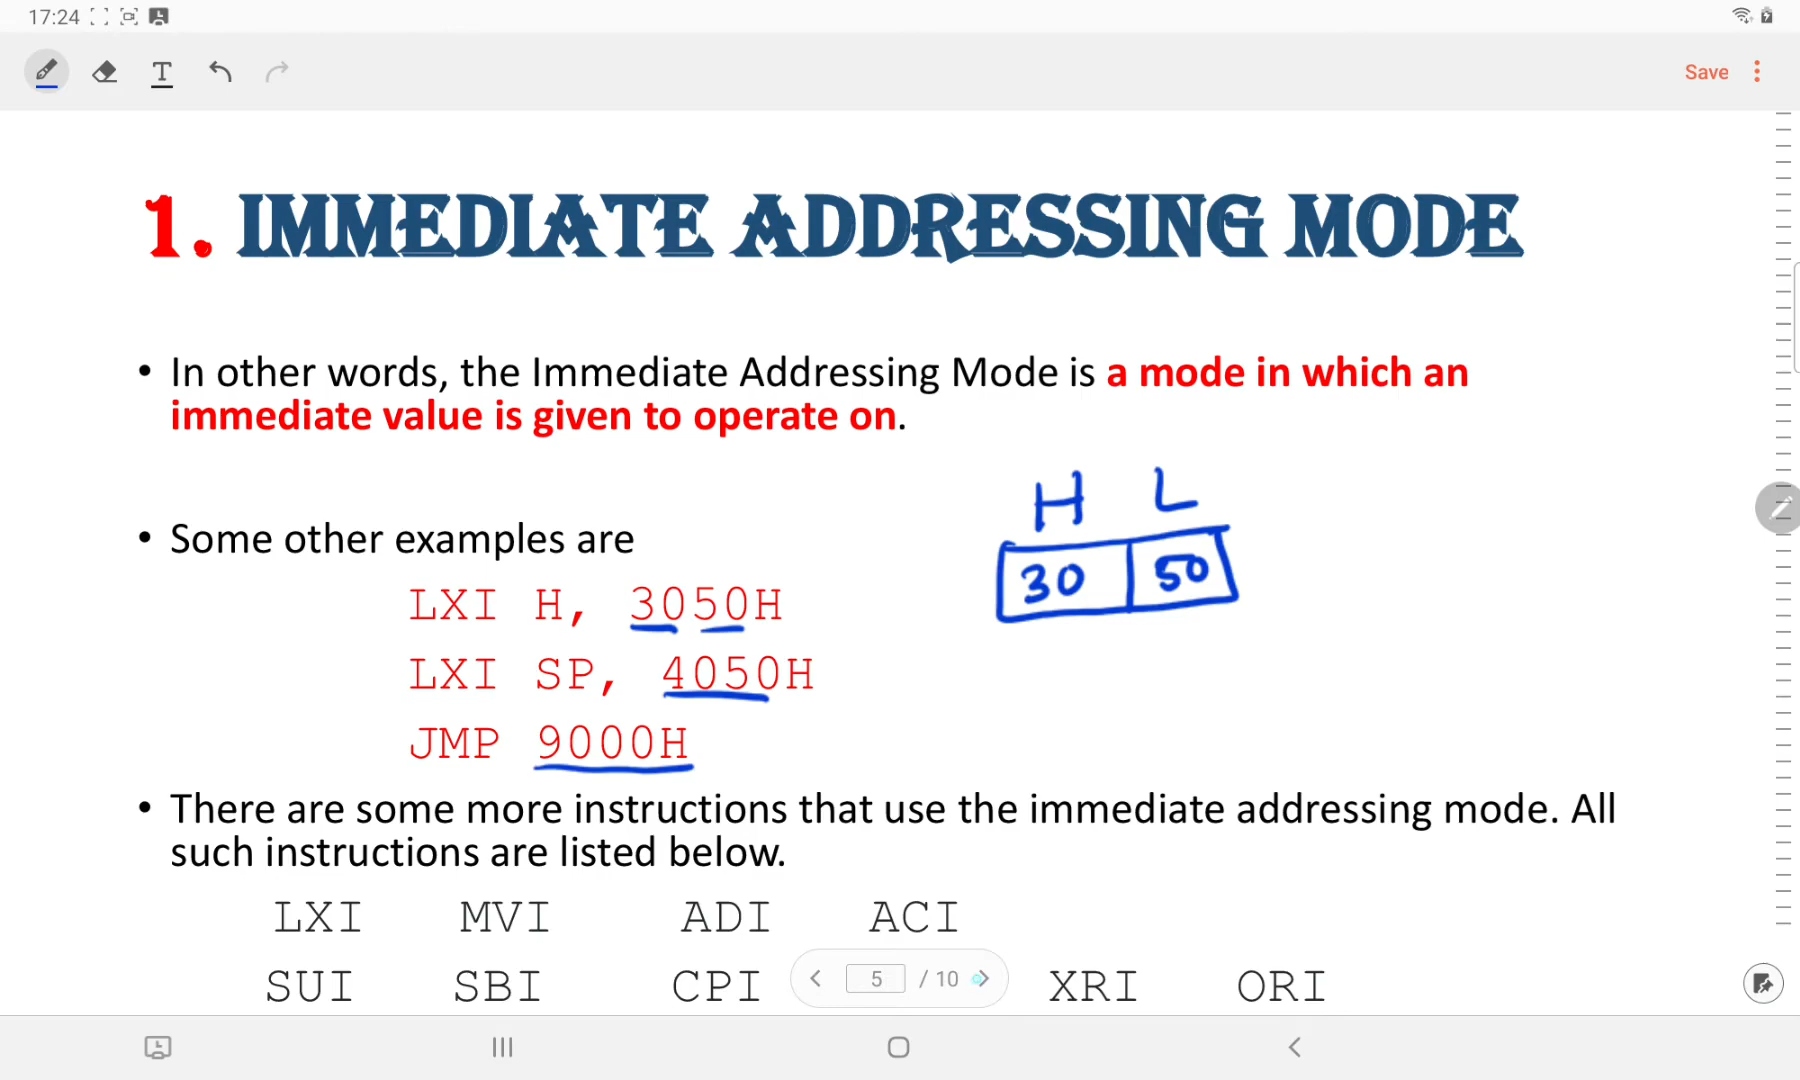 17:24
T
Save
1. IMMEDIATE ADDRESSING MODE
• In other words, the Immediate Addressing Mode is a mode in which an
immediate value is given to operate on.
H L
30 50
• Some other examples are
LXI H, 3050H
LXI SP, 4050H
JMP 9000H
• There are some more instructions that use the immediate addressing mode. All
such instructions are listed below.
LXI MVI ADI ACI
SUI SBI CPI XRI ORI
5 / 10